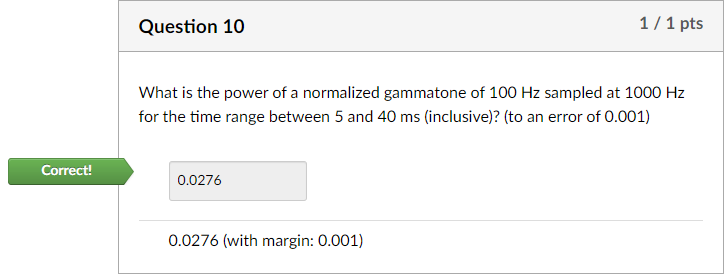 Question 10
1 / 1 pts
What is the power of a normalized gammatone of 100 Hz sampled at 1000 Hz
for the time range between 5 and 40 ms (inclusive)? (to an error of 0.001)
Correct!
0.0276
0.0276 (with margin: 0.001)